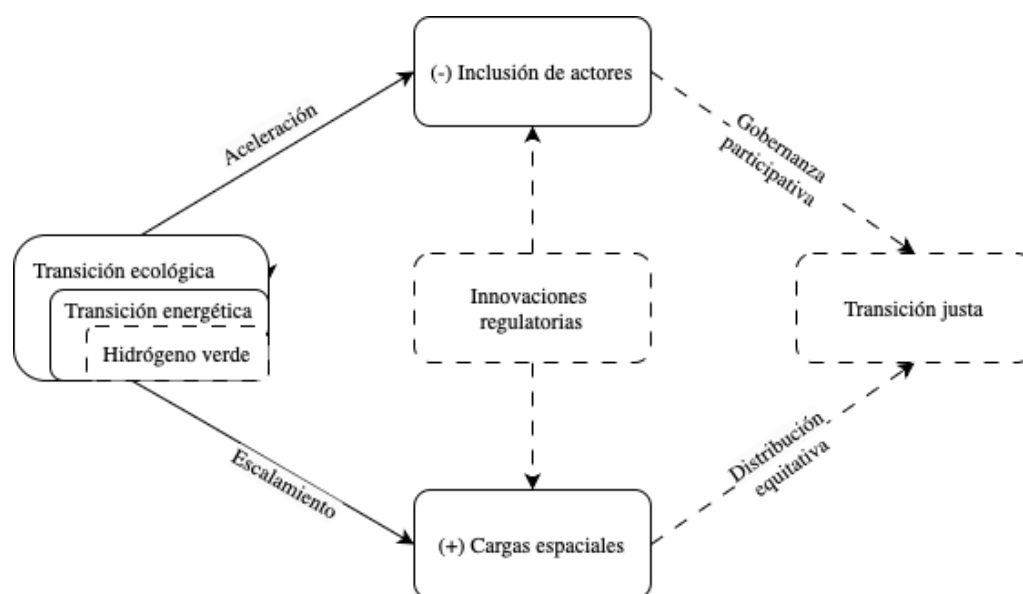 (-) Inclusión de actores
Aceleración
Gobernanza
participativa
Transición ecológica
Transición energética
Hidrógeno verde
Innovaciones
regulatorias
Transición justa
Escalamiento
Distribución
equitativa
(+) Cargas espaciales